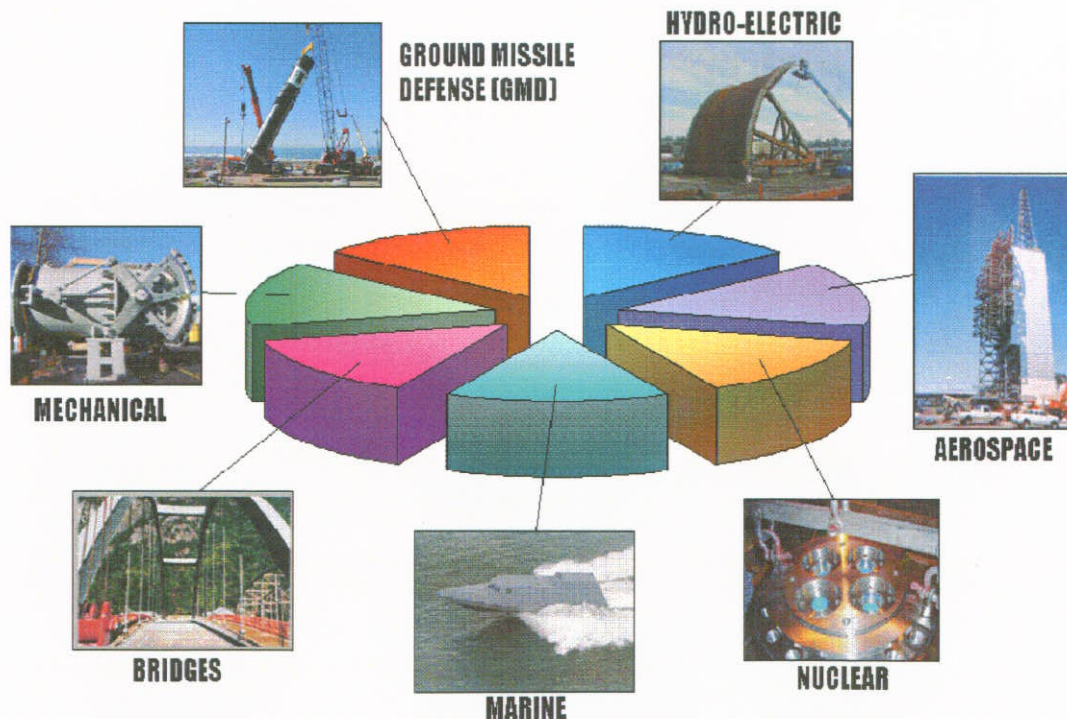 HYDRO-ELECTRIC
GROUND MISSILE
DEFENSE (GMD)
MECHANICAL
AEROSPACE
BRIDGES
NUCLEAR
MARINE